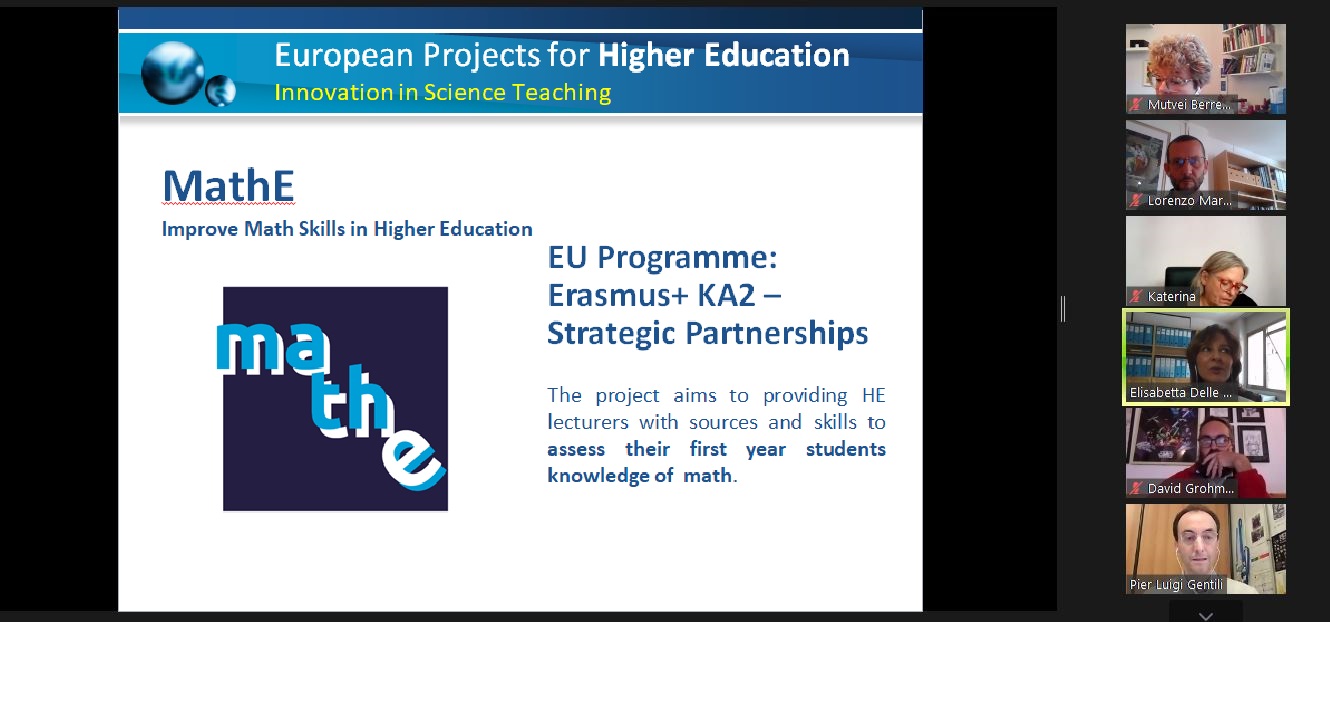 European Projects for Higher Education
Innovation in Science Teaching
MathE
Improve Math Skills in Higher Education
ma
th
e
EU Programme:
Erasmus+ KA2 –
Strategic Partnerships
The project aims to providing HE
lecturers with sources and skills to
assess their first year students
knowledge of math.
Mutvei Berre...
Lorenzo Mar...
Katerina
Elisabetta Delle ...
David Grohm...
Pier Luigi Gentili